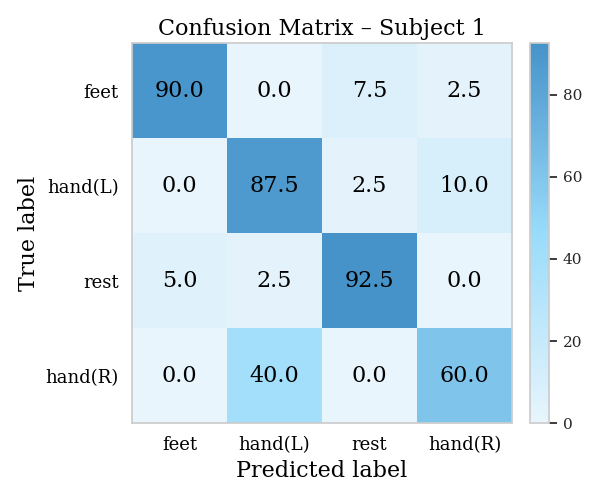 Confusion Matrix – Subject 1
feet 90.0 0.0 7.5 2.5
hand(L) 0.0 87.5 2.5 10.0
rest 5.0 2.5 92.5 0.0
hand(R) 0.0 40.0 0.0 60.0
feet hand(L) rest hand(R)
Predicted label
True label
80
60
40
20
0